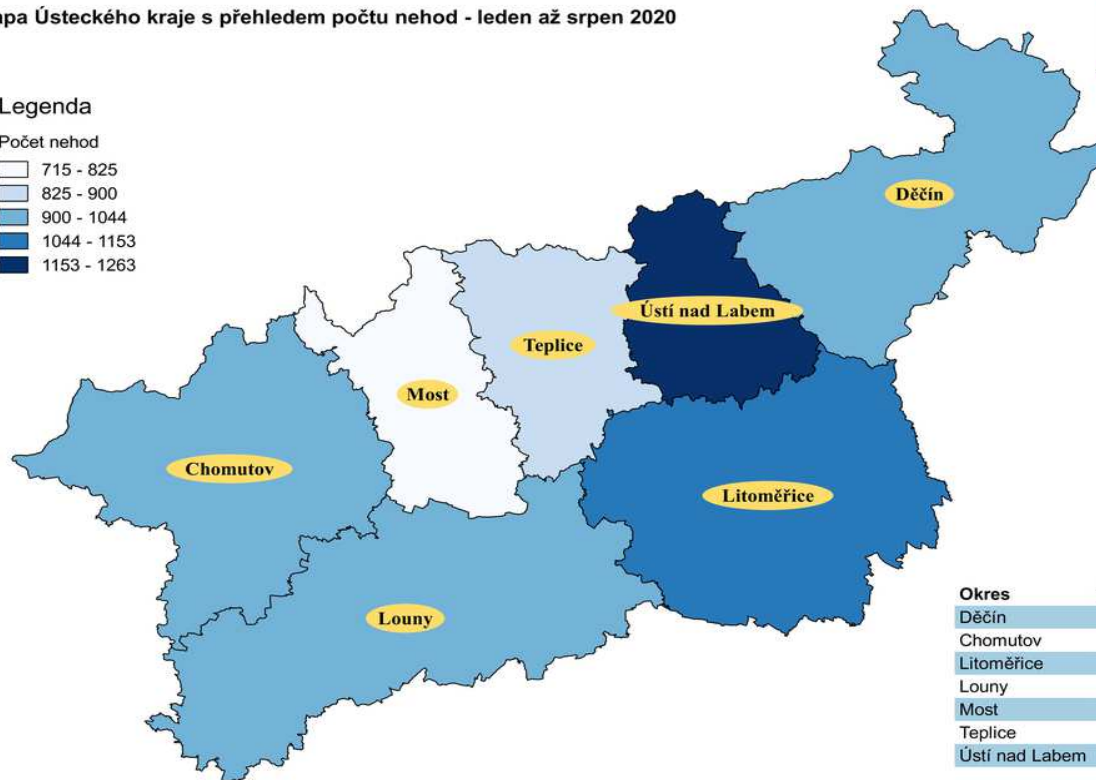 Ústeckého kraje s přehledem počtu nehod - leden až srpen 2020
Legenda
Počet nehod
715 - 825
825 - 900
900 - 1044
1044 - 1153
1153 - 1263
Děčín
Ústí nad Labem
Teplice
Most
Chomutov
Litoměřice
Louny
Okres
Děčín
Chomutov
Litoměřice
Louny
Most
Teplice
Ústí nad Labem